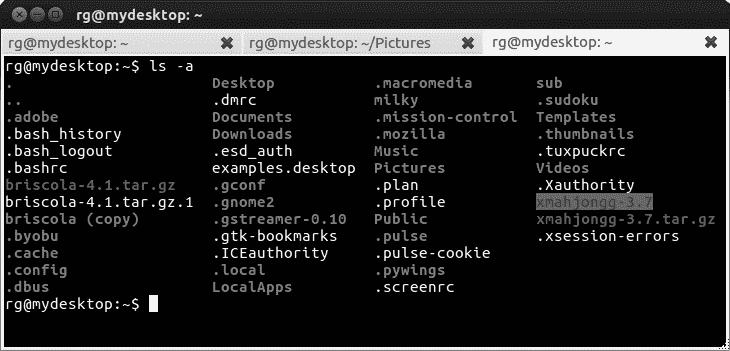 rg@mydesktop: ~
rg@mydesktop: ~ rg@mydesktop: ~/Pictures rg@mydesktop: ~
rg@mydesktop:~$ ls -a
. Desktop .macromedia sub
.. .dmrc milky .sudoku
.adobe Documents .mission-control Templates
.bash_history Downloads .mozilla .thumbnails
.bash_logout .esd_auth Music .tuxpuckrc
.bashrc examples.desktop Pictures Videos
briscola-4.1.tar.gz .gconf .plan .Xauthority
briscola-4.1.tar.gz.1 .gnome2 .profile xmahjongg-3.7
briscola (copy) .gstreamer-0.10 Public xmahjongg-3.7.tar.gz
.byobu .gtk-bookmarks .pulse .xsession-errors
.cache .ICEauthority .pulse-cookie
.config .local .pywings
.dbus LocalApps .screenrc
rg@mydesktop:~$